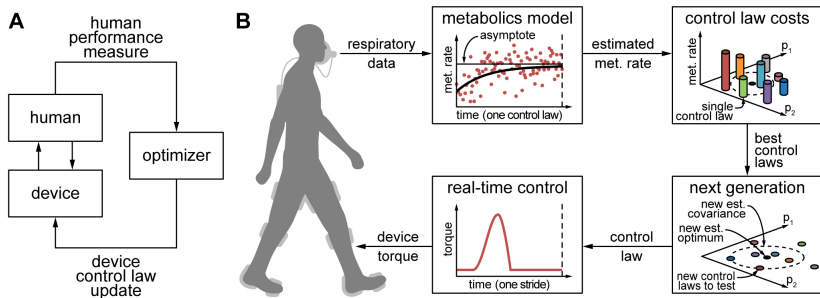 A
human
performance
measure
human
device
optimizer
device
control law
update
B
respiratory
data
metabolics model
asymptote
met. rate
time (one control law)
estimated
met. rate
control law costs
met. rate
p1
single
control law
p2
best
control
laws
next generation
new est.
covariance
p1
new est.
optimum
new control
laws to test
p2
control
law
real-time control
torque
time (one stride)
device
torque